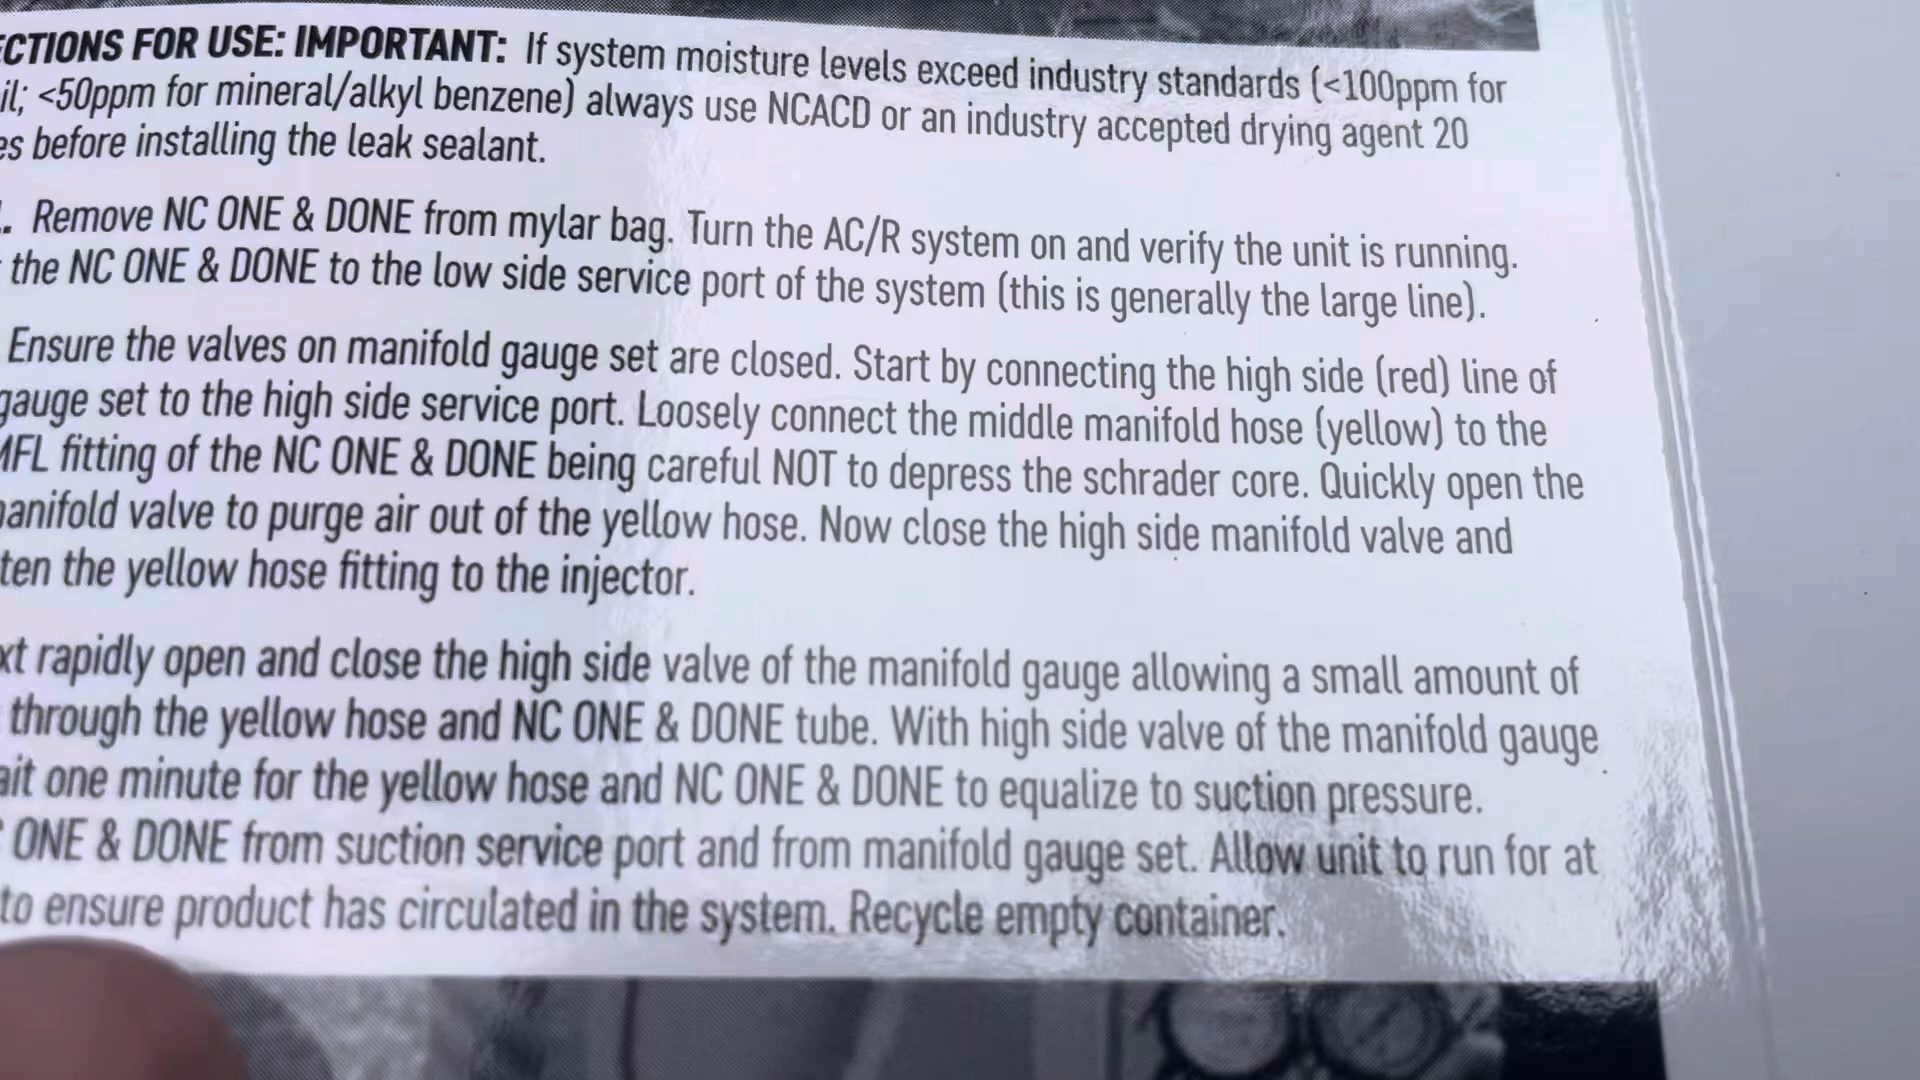 CTIONS FOR USE: IMPORTANT: If system moisture levels exceed industry standards (<100ppm for
il; <50ppm for mineral/alkyl benzene) always use NCACD or an industry accepted drying agent 20
es before installing the leak sealant.
. Remove NC ONE & DONE from mylar bag. Turn the AC/R system on and verify the unit is running.
the NC ONE & DONE to the low side service port of the system (this is generally the large line).
Ensure the valves on manifold gauge set are closed. Start by connecting the high side (red) line of
gauge set to the high side service port. Loosely connect the middle manifold hose (yellow) to the
MFL fitting of the NC ONE & DONE being careful NOT to depress the schrader core. Quickly open the
manifold valve to purge air out of the yellow hose. Now close the high side manifold valve and
ten the yellow hose fitting to the injector.
xt rapidly open and close the high side valve of the manifold gauge allowing a small amount of
through the yellow hose and NC ONE & DONE tube. With high side valve of the manifold gauge
ait one minute for the yellow hose and NC ONE & DONE to equalize to suction pressure.
ONE & DONE from suction service port and from manifold gauge set. Allow unit to run for at
to ensure product has circulated in the system. Recycle empty container.